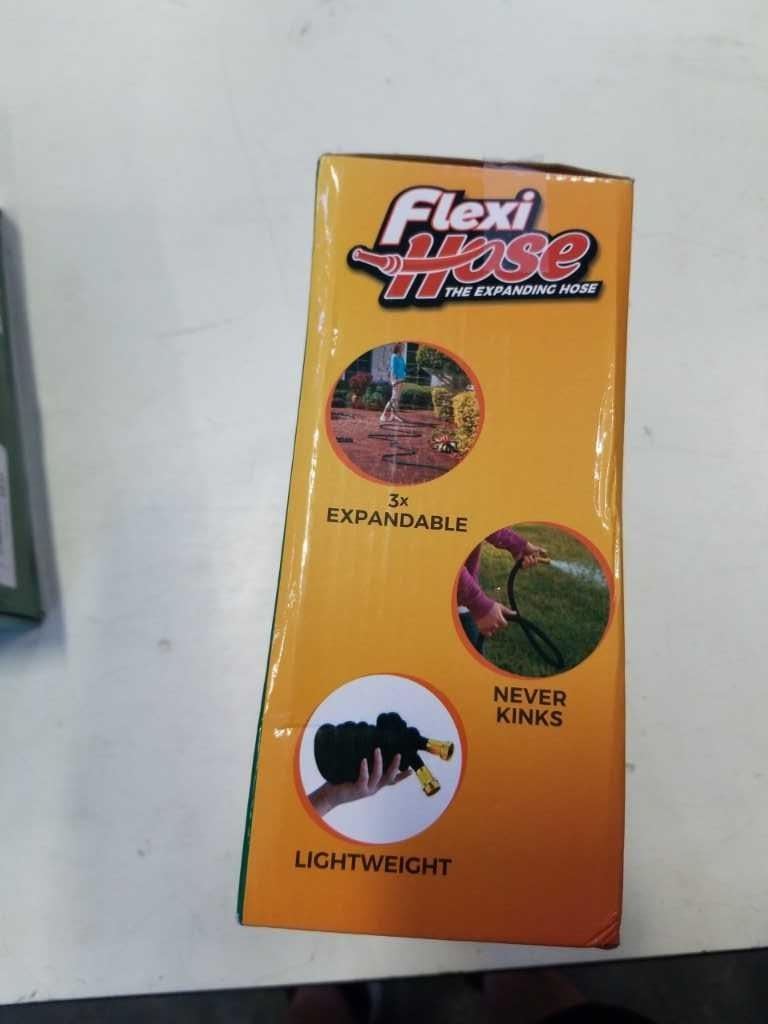 Flexi
Hose
THE EXPANDING HOSE
3x
EXPANDABLE
NEVER
KINKS
LIGHTWEIGHT